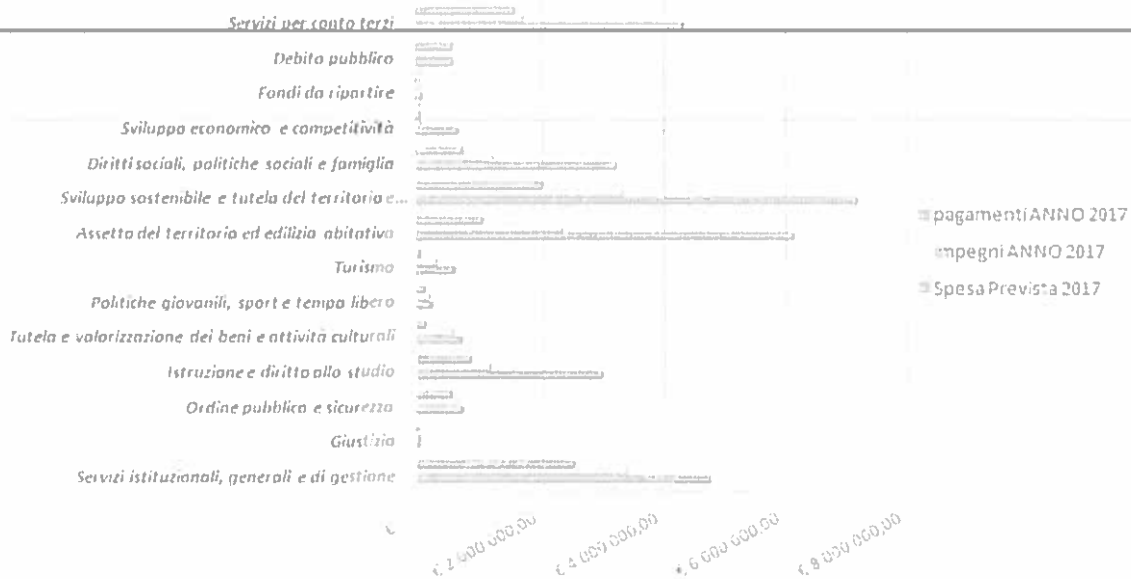 Servizi per conto terzi
Debito pubblico
Fondi da ripartire
Sviluppo economico e competitività
Diritti sociali, politiche sociali e famiglia
Sviluppo sostenibile e tutela del territorio e...
Assetto del territorio ed edilizia abitativa
Turismo
Politiche giovanili, sport e tempo libero
Tutela e valorizzazione dei beni e attività culturali
Istruzione e diritto allo studio
Ordine pubblico e sicurezza
Giustizia
Servizi istituzionali, generali e di gestione
€
€ 2 000 000,00
€ 4 000 000,00
€ 6 000 000,00
€ 8 000 000,00
pagamenti ANNO 2017
impegni ANNO 2017
Spesa Prevista 2017